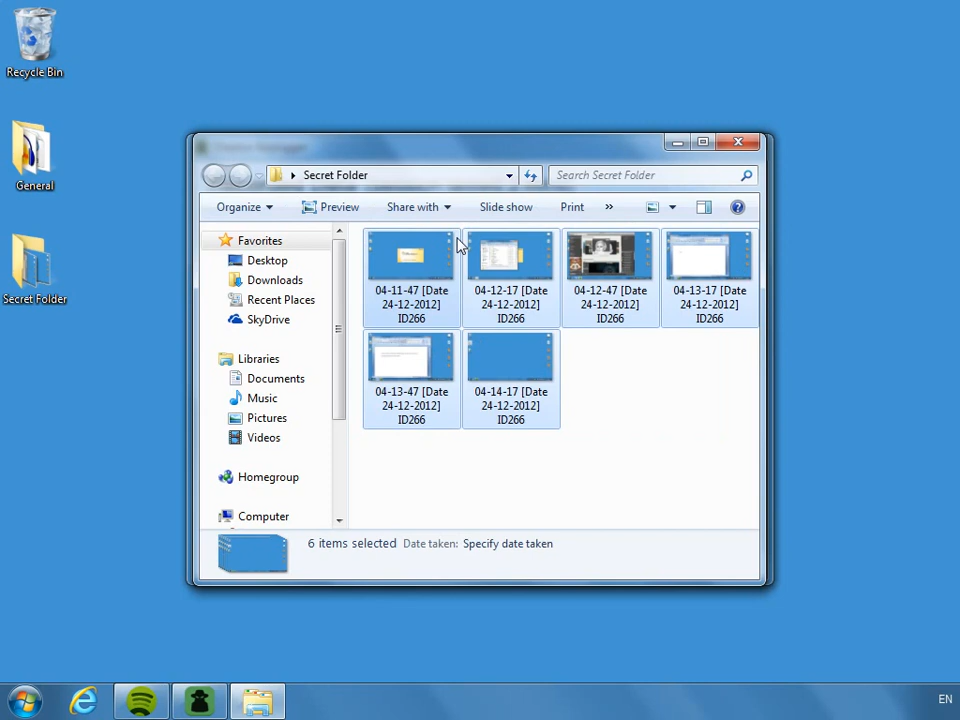 Recycle Bin
General
Secret Folder
Secret Folder
Search Secret Folder
Organize
Preview
Share with
Slide show
Print
»
Favorites
Desktop
Downloads
Recent Places
SkyDrive
Libraries
Documents
Music
Pictures
Videos
Homegroup
Computer
04-11-47 [Date
24-12-2012]
ID266
04-12-17 [Date
24-12-2012]
ID266
04-12-47 [Date
24-12-2012]
ID266
04-13-17 [Date
24-12-2012]
ID266
04-13-47 [Date
24-12-2012]
ID266
04-14-17 [Date
24-12-2012]
ID266
6 items selected Date taken: Specify date taken
EN